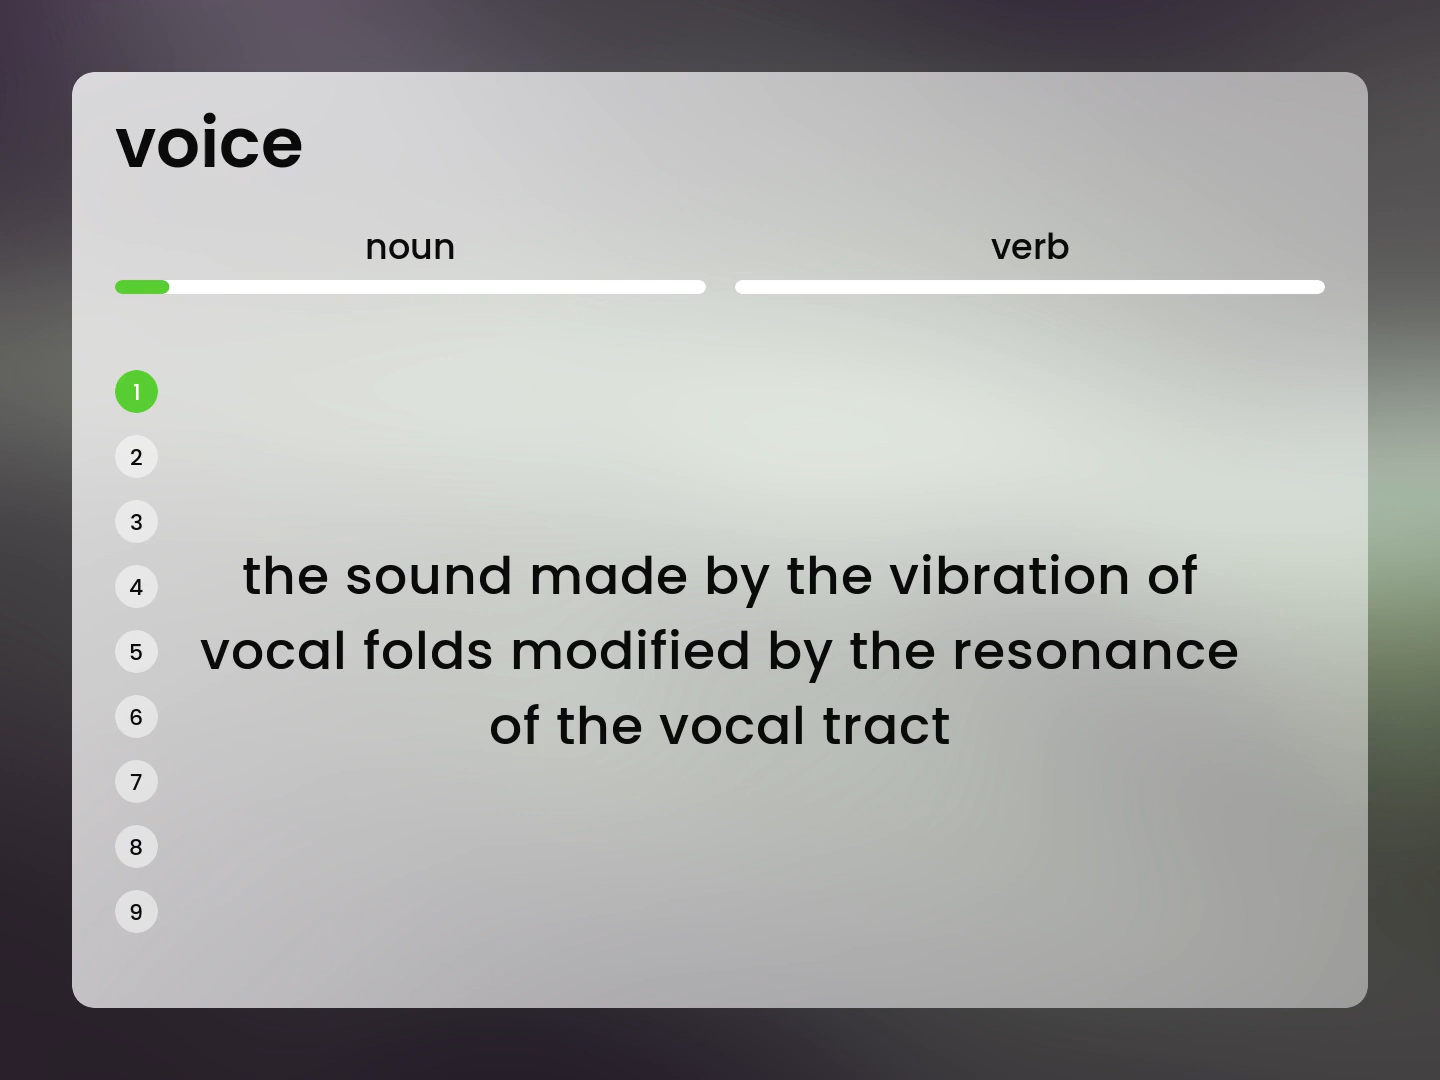 voice
noun
verb
1
2
3
4
5
6
7
8
9
the sound made by the vibration of
vocal folds modified by the resonance
of the vocal tract